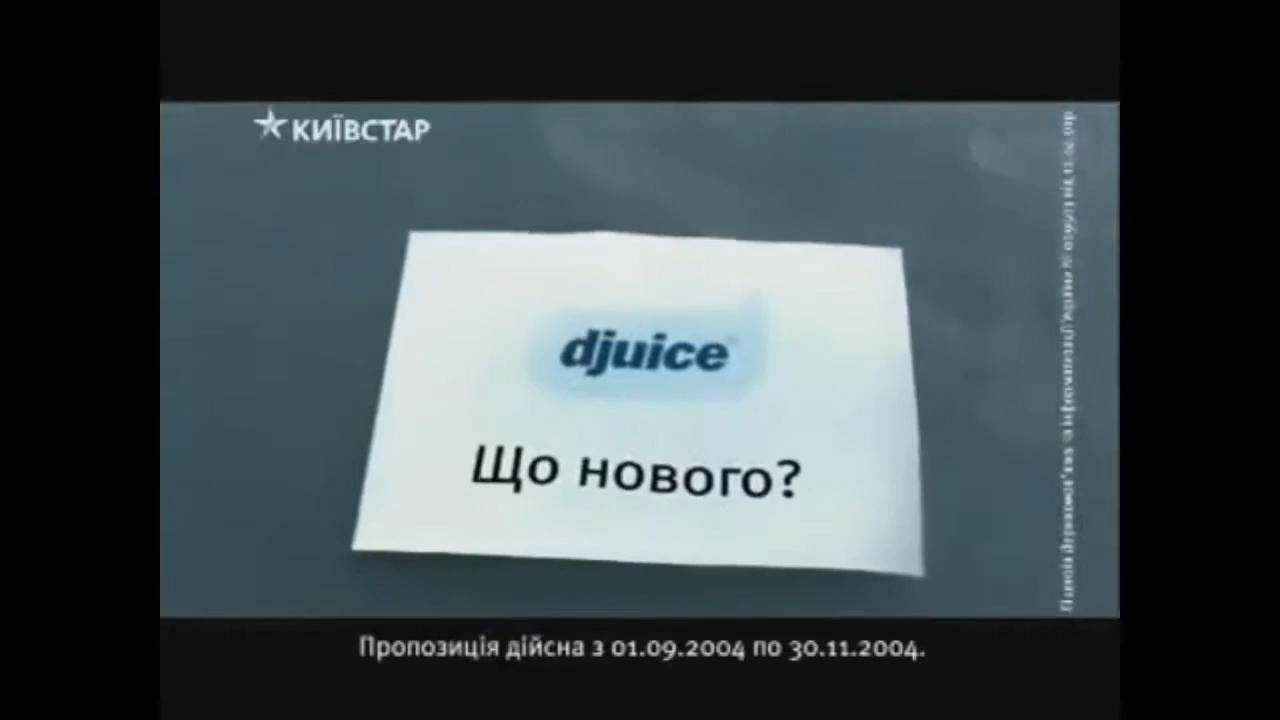 КИЇВСТАР
djuice
Що нового?
Пропозиція дійсна з 01.09.2004 по 30.11.2004.